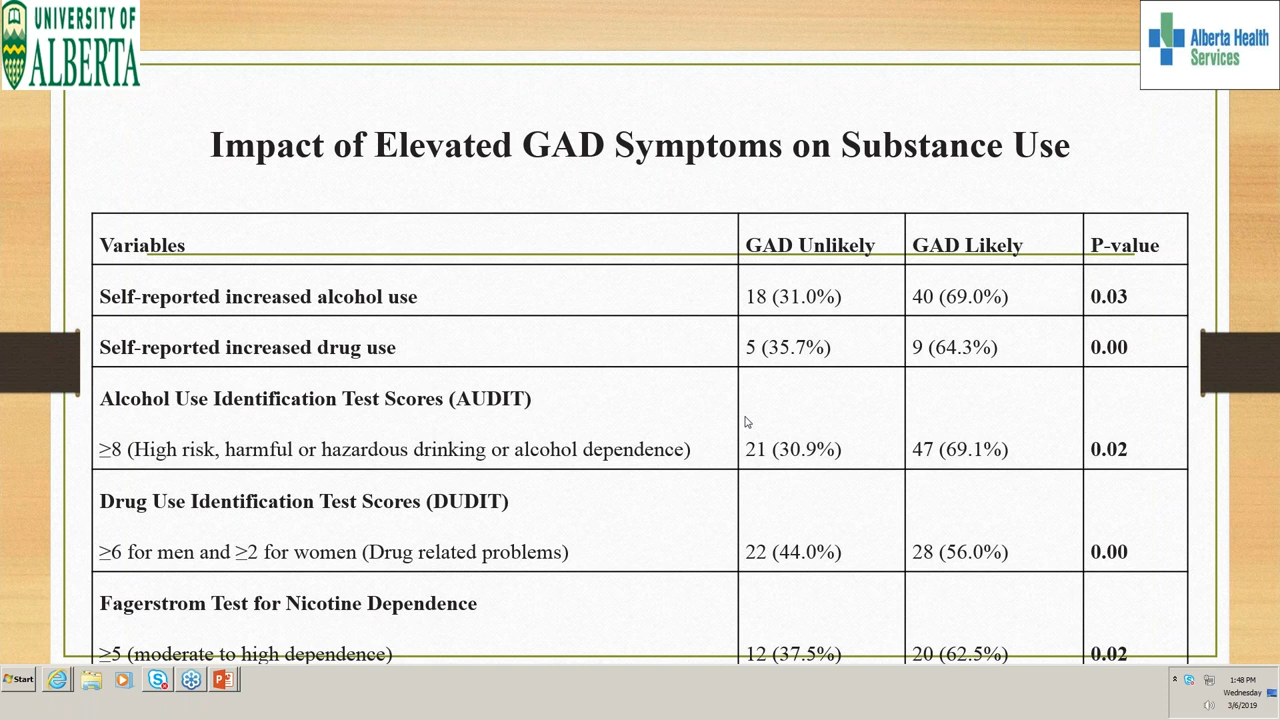 UNIVERSITY OF
ALBERTA
Alberta Health
Services
Impact of Elevated GAD Symptoms on Substance Use
Variables GAD Unlikely GAD Likely P-value
Self-reported increased alcohol use 18 (31.0%) 40 (69.0%) 0.03
Self-reported increased drug use 5 (35.7%) 9 (64.3%) 0.00
Alcohol Use Identification Test Scores (AUDIT)
≥8 (High risk, harmful or hazardous drinking or alcohol dependence) 21 (30.9%) 47 (69.1%) 0.02
Drug Use Identification Test Scores (DUDIT)
≥6 for men and ≥2 for women (Drug related problems) 22 (44.0%) 28 (56.0%) 0.00
Fagerstrom Test for Nicotine Dependence
≥5 (moderate to high dependence) 12 (37.5%) 20 (62.5%) 0.02
Start
1:48 PM
Wednesday
3/6/2019